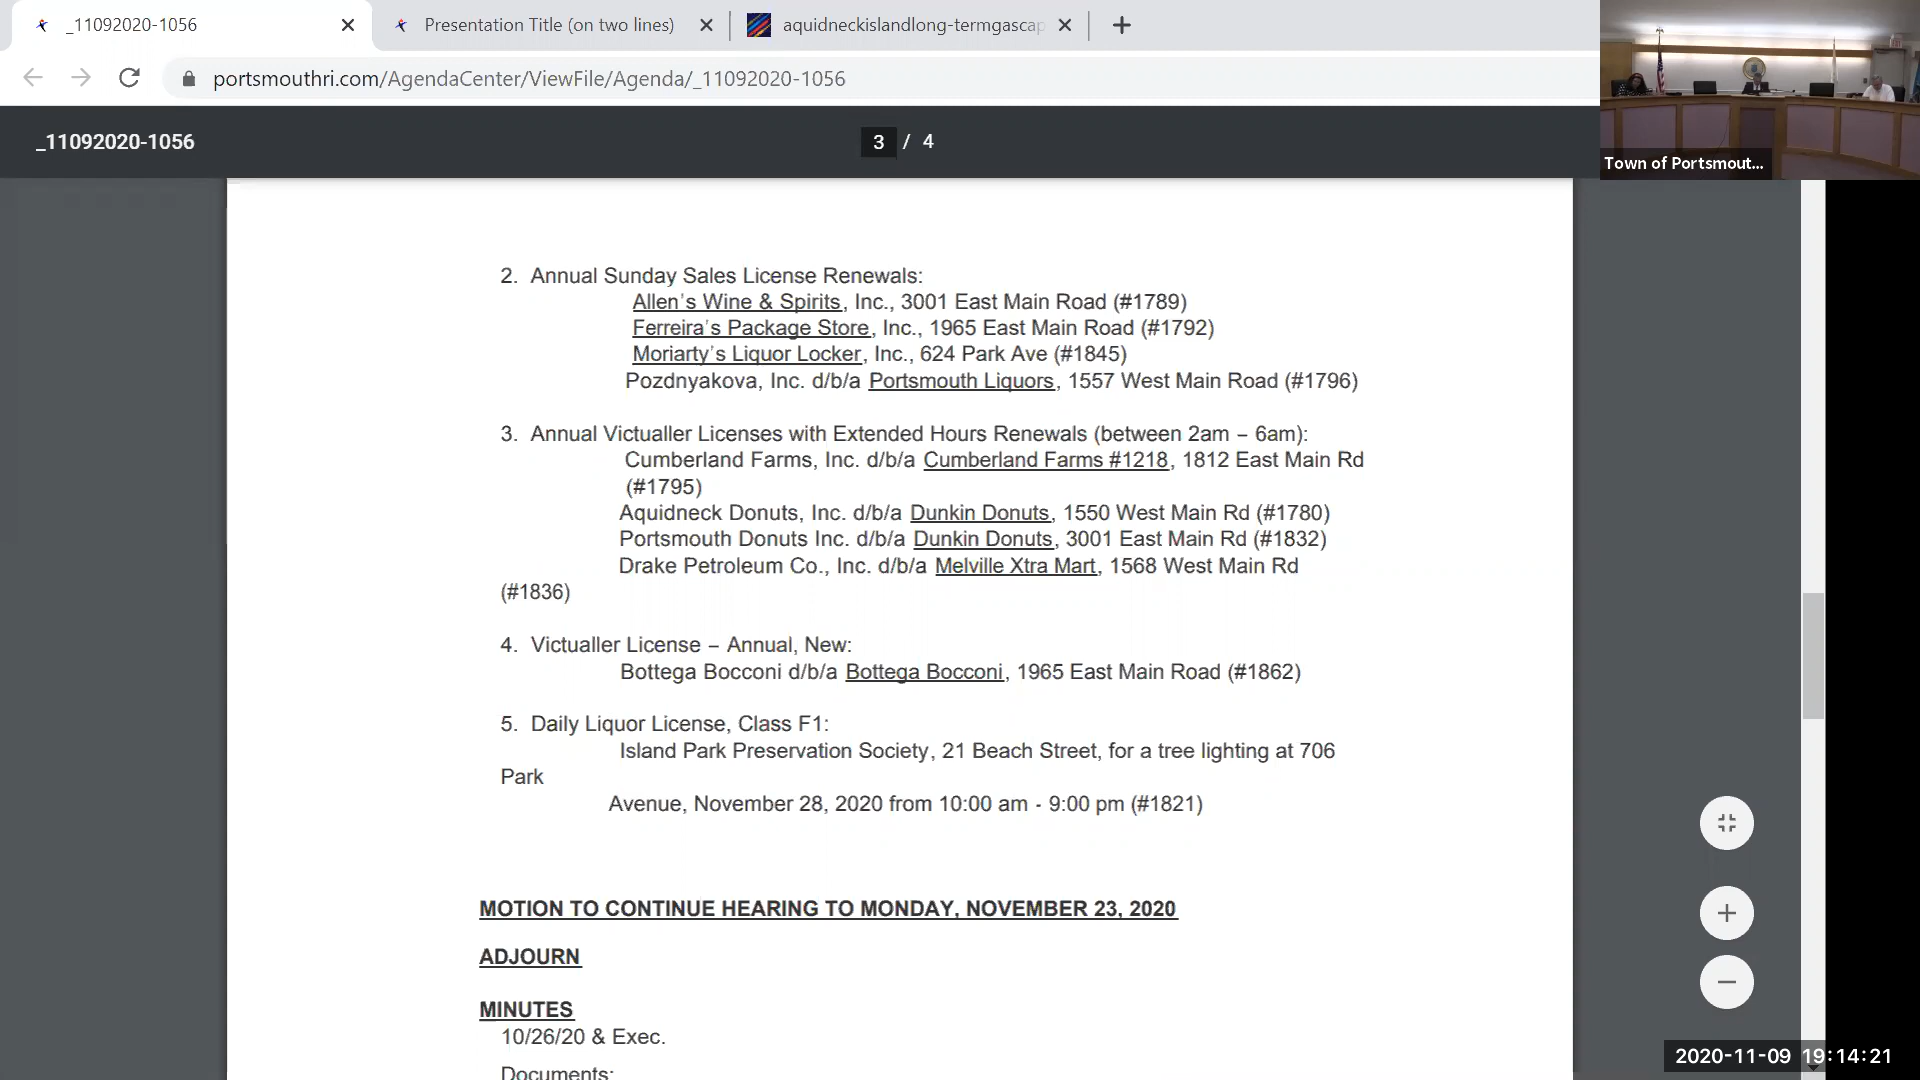 _11092020-1056
Presentation Title (on two lines)
aquidneckislandlong-termgascap
portsmouthri.com/AgendaCenter/ViewFile/Agenda/_11092020-1056
_11092020-1056
3 / 4
Town of Portsmout...
2. Annual Sunday Sales License Renewals:
Allen's Wine & Spirits, Inc., 3001 East Main Road (#1789)
Ferreira's Package Store, Inc., 1965 East Main Road (#1792)
Moriarty's Liquor Locker, Inc., 624 Park Ave (#1845)
Pozdnyakova, Inc. d/b/a Portsmouth Liquors, 1557 West Main Road (#1796)
3. Annual Victualler Licenses with Extended Hours Renewals (between 2am – 6am):
Cumberland Farms, Inc. d/b/a Cumberland Farms #1218, 1812 East Main Rd
(#1795)
Aquidneck Donuts, Inc. d/b/a Dunkin Donuts, 1550 West Main Rd (#1780)
Portsmouth Donuts Inc. d/b/a Dunkin Donuts, 3001 East Main Rd (#1832)
Drake Petroleum Co., Inc. d/b/a Melville Xtra Mart, 1568 West Main Rd
(#1836)
4. Victualler License – Annual, New:
Bottega Bocconi d/b/a Bottega Bocconi, 1965 East Main Road (#1862)
5. Daily Liquor License, Class F1:
Island Park Preservation Society, 21 Beach Street, for a tree lighting at 706
Park
Avenue, November 28, 2020 from 10:00 am - 9:00 pm (#1821)
MOTION TO CONTINUE HEARING TO MONDAY, NOVEMBER 23, 2020
ADJOURN
MINUTES
10/26/20 & Exec.
Documents:
2020-11-09 19:14:21